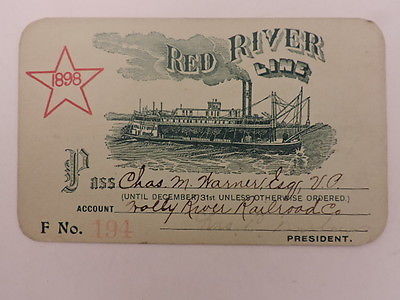 RED RIVER
LINE
1898
Pass Chas. M. Warner, Esq, V.P.
(UNTIL DECEMBER 31ST UNLESS OTHERWISE ORDERED.)
ACCOUNT Holly River Railroad Co
F No. 194
PRESIDENT.